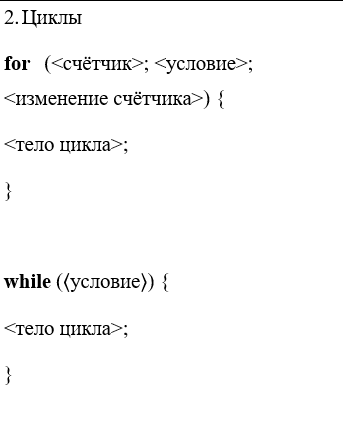 2. Циклы
for (<счётчик>; <условие>;
<изменение счётчика>) {
<тело цикла>;
}
while (⟨условие⟩) {
<тело цикла>;
}